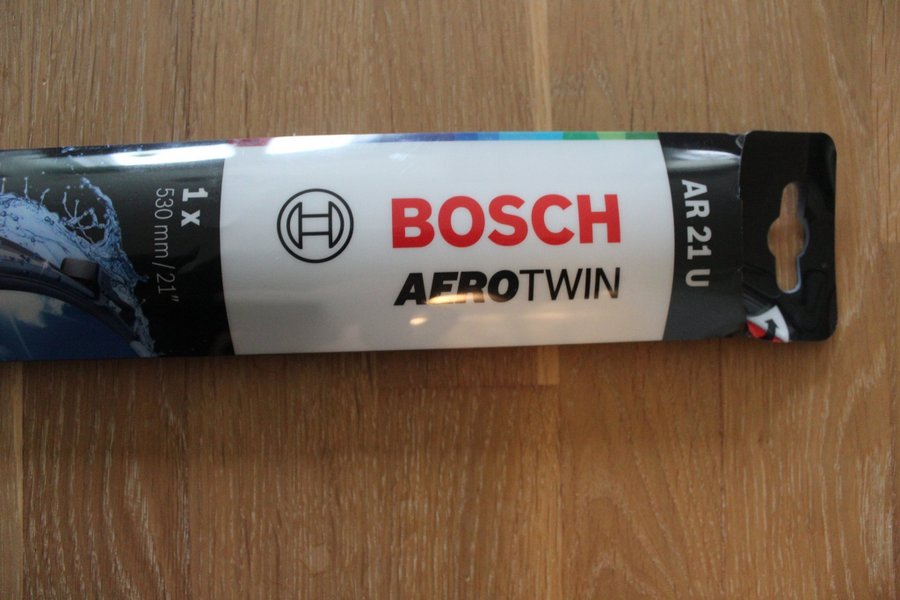 1 x
530 mm / 21"
BOSCH
AEROTWIN
AR 21 U